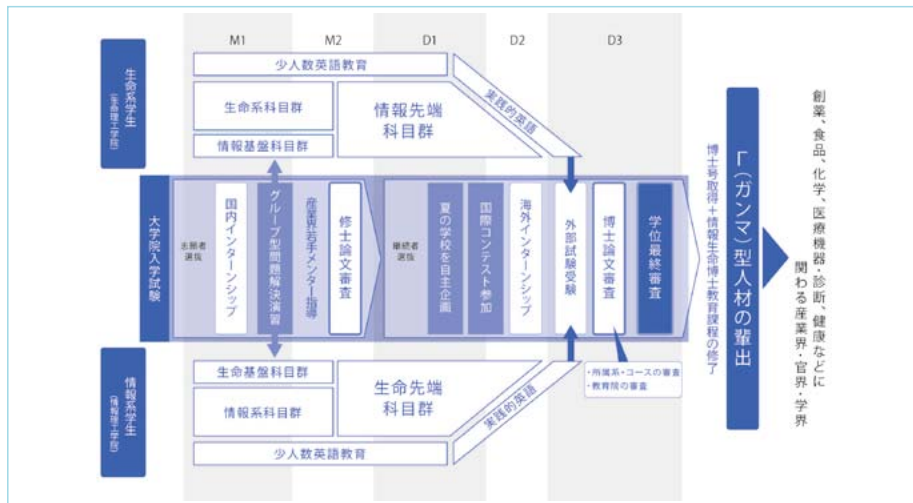 M1
M2
D1
D2
D3
生命系学生
(生命理工学院)
少人数英語教育
生命系科目群
情報基盤科目群
情報先端
科目群
実践的英語
大学院入学試験
志願者
選抜
国内インターンシップ
グループ型問題解決演習
産業界若手メンター指導
修士論文審査
継続者
選抜
夏の学校を自主企画
国際コンテスト参加
海外インターンシップ
外部試験受験
博士論文審査
学位最終審査
・所属系・コースの審査
・教育院の審査
情報系学生
(情報理工学院)
生命基盤科目群
情報系科目群
生命先端
科目群
少人数英語教育
実践的英語
博士号取得+情報生命博士教育課程の修了
Γ(ガンマ)型人材の輩出
創薬、食品、化学、医療機器・診断、健康などに
関わる産業界・官界・学界